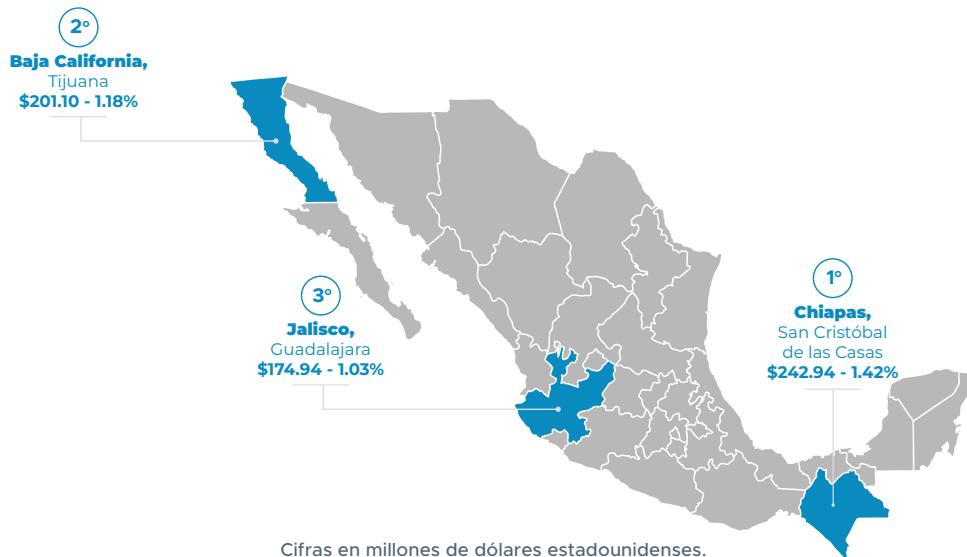 2°
Baja California,
Tijuana
$201.10 - 1.18%
3°
Jalisco,
Guadalajara
$174.94 - 1.03%
1°
Chiapas,
San Cristóbal
de las Casas
$242.94 - 1.42%
Cifras en millones de dólares estadounidenses.